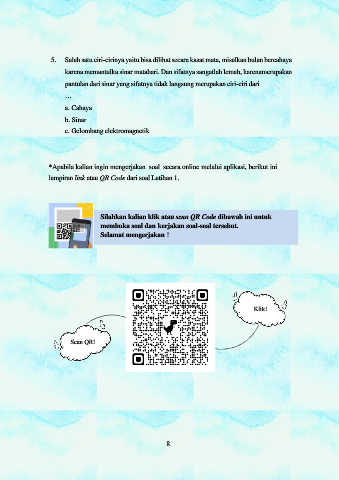 5. Salah satu ciri-cirinya yaitu bisa dilihat secara kasat mata, misalkan bulan bercahaya
karena memantulka sinar matahari. Dan sifatnya sangatlah lemah, karenamerupakan
pantulan dari sinar yang sifatnya tidak langsung merupakan ciri-ciri dari
…
a. Cahaya
b. Sinar
c. Gelombang elektromagnetik
*Apabila kalian ingin mengerjakan soal secara online melalui aplikasi, berikut ini
lampiran link atau QR Code dari soal Latihan 1.
Silahkan kalian klik atau scan QR Code dibawah ini untuk
membuka soal dan kerjakan soal-soal tersebut.
Selamat mengerjakan !
Klik!
Scan QR!
8